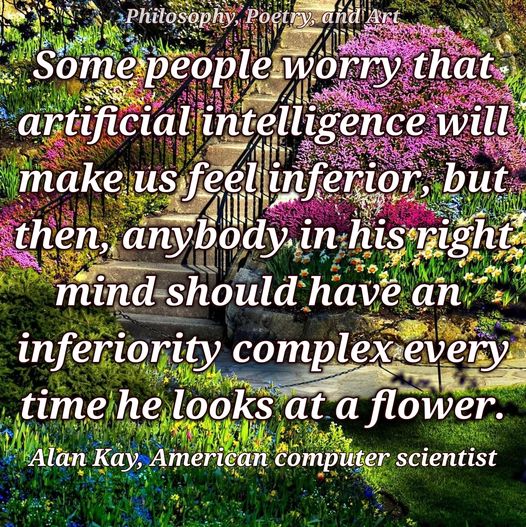 Philosophy, Poetry, and Art
Some people worry that
artificial intelligence will
make us feel inferior, but
then, anybody in his right
mind should have an
inferiority complex every
time he looks at a flower.
Alan Kay, American computer scientist